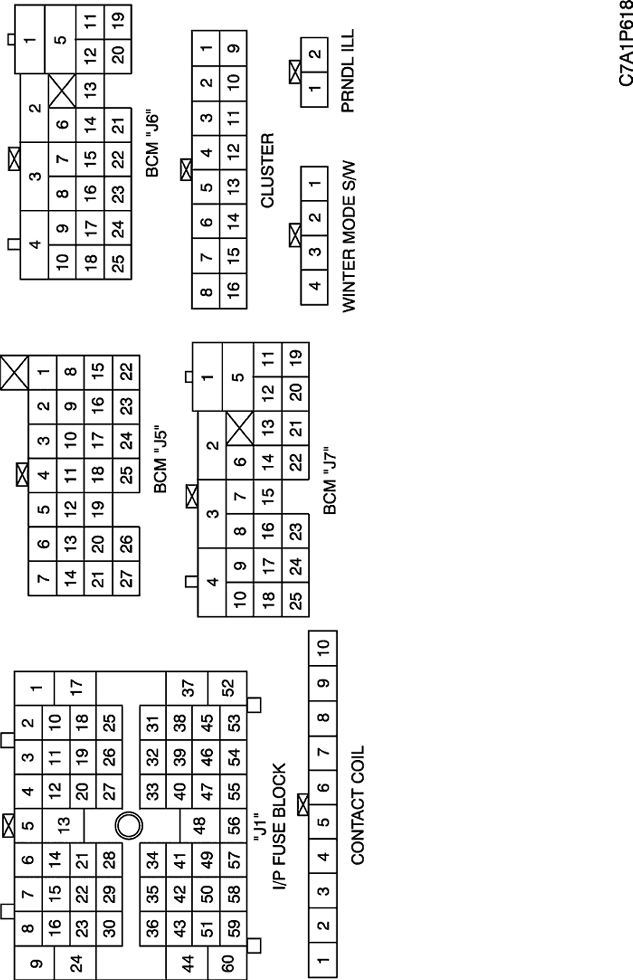 9 8 7 6 5 4 3 2 1
24 16 15 14 13 12 11 10 17
23 22 21 20 19 18
30 29 28 27 26 25
36 35 34 33 32 31
44 43 42 41 40 39 38 37
51 50 49 48 47 46 45
60 59 58 57 56 55 54 53 52
"J1"
I/P FUSE BLOCK
7 6 5 4 3 2 1
14 13 12 11 10 9 8
21 20 19 18 17 16 15
27 26 25 24 23 22
BCM "J5"
4 3 2 1
10 9 8 7 6 5
18 17 16 15 14 13 12 11
25 24 23 22 21 20 19
BCM "J6"
4 3 2 1
10 9 8 7 6 5
18 17 16 15 14 13 12 11
25 24 23 22 21 20 19
BCM "J7"
8 7 6 5 4 3 2 1
16 15 14 13 12 11 10 9
CLUSTER
1 2 3 4 5 6 7 8 9 10
CONTACT COIL
4 3 2 1
WINTER MODE S/W
1 2
PRNDL ILL
C7A1P618